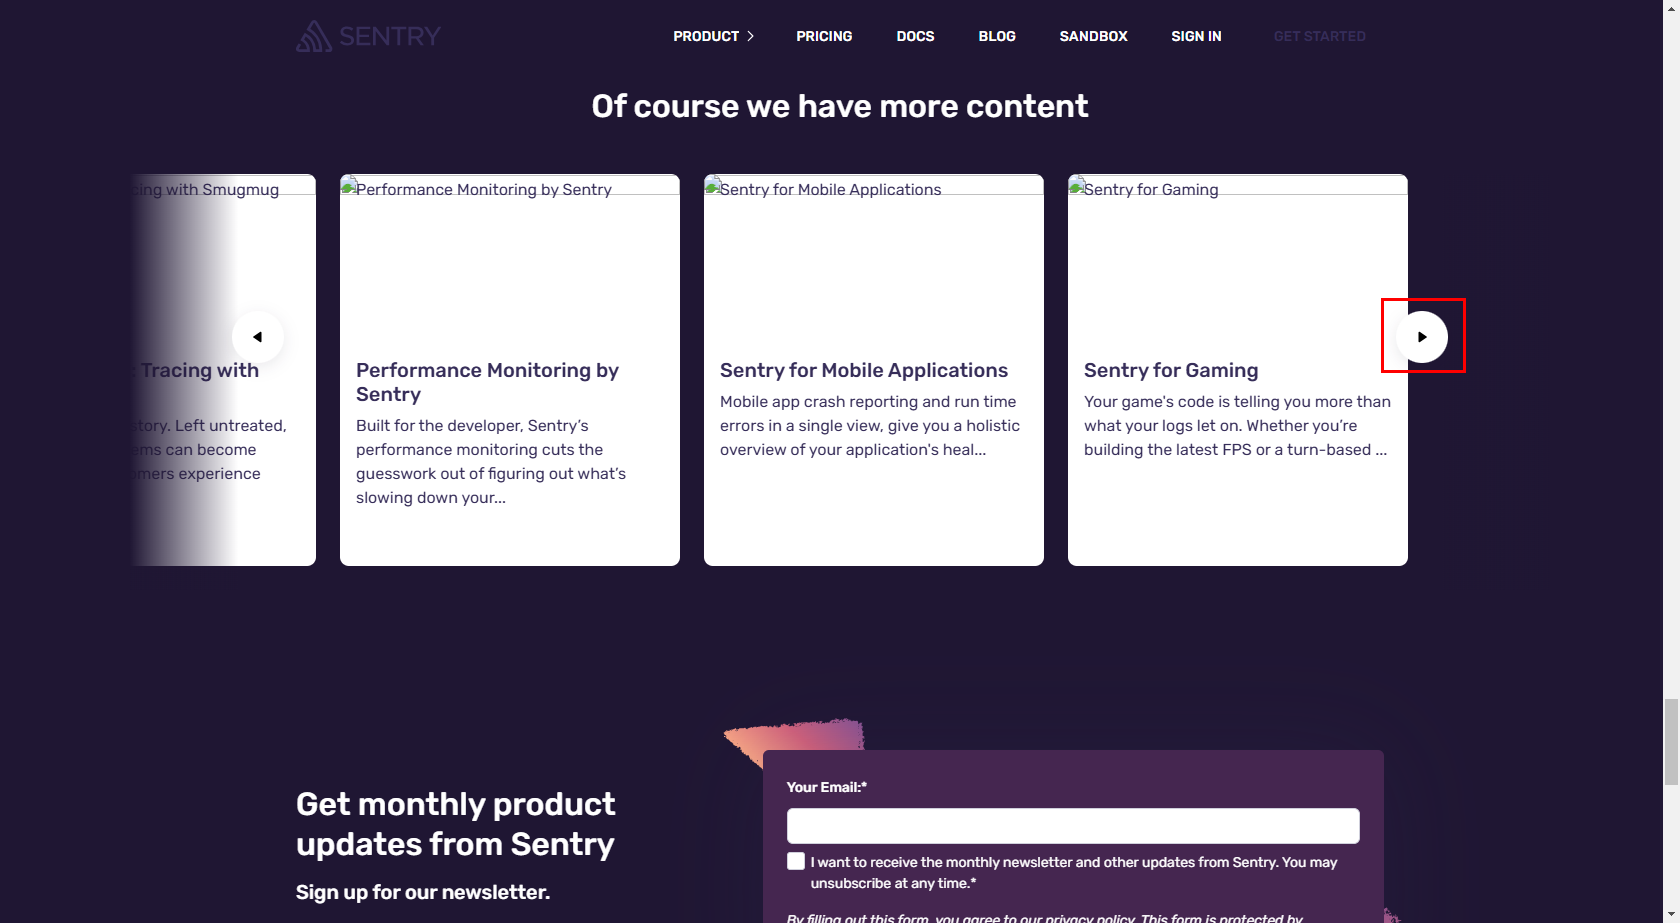 SENTRY
PRODUCT
PRICING
DOCS
BLOG
SANDBOX
SIGN IN
GET STARTED
Of course we have more content
cing with Smugmug
Tracing with
story. Left untreated,
ems can become
omers experience
Performance Monitoring by Sentry
Performance Monitoring by
Sentry
Built for the developer, Sentry’s
performance monitoring cuts the
guesswork out of figuring out what’s
slowing down your...
Sentry for Mobile Applications
Sentry for Mobile Applications
Mobile app crash reporting and run time
errors in a single view, give you a holistic
overview of your application's heal...
Sentry for Gaming
Sentry for Gaming
Your game's code is telling you more than
what your logs let on. Whether you’re
building the latest FPS or a turn-based ...
Get monthly product
updates from Sentry
Sign up for our newsletter.
Your Email:*
I want to receive the monthly newsletter and other updates from Sentry. You may
unsubscribe at any time.*
By filling out this form, you agree to our privacy policy. This form is protected by